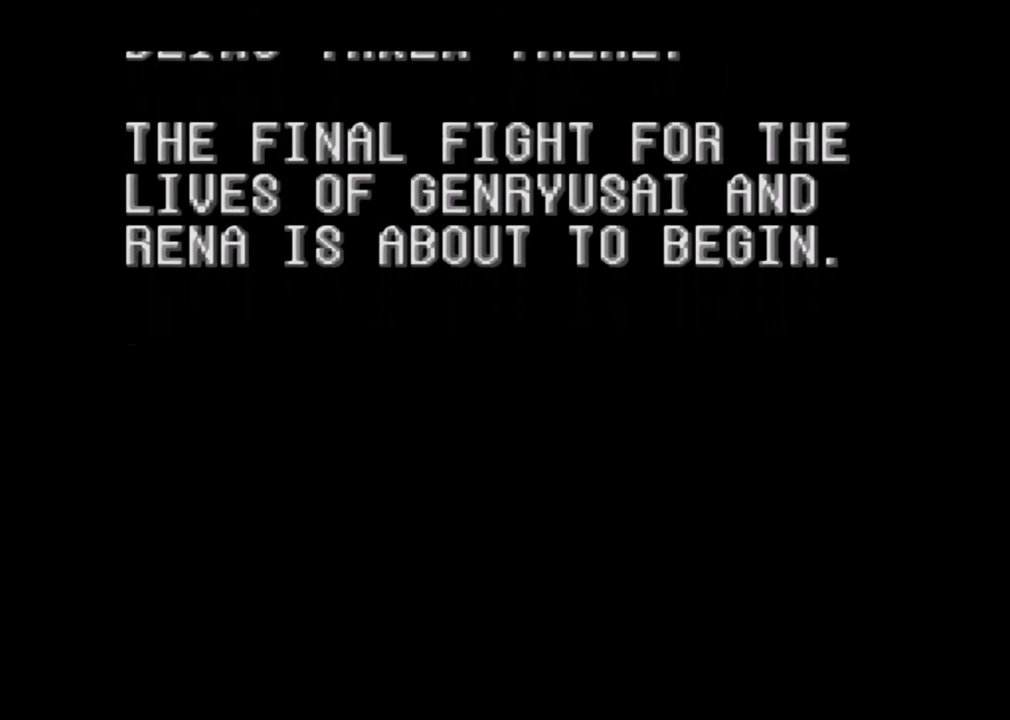 THE FINAL FIGHT FOR THE
LIVES OF GENRYUSAI AND
RENA IS ABOUT TO BEGIN.